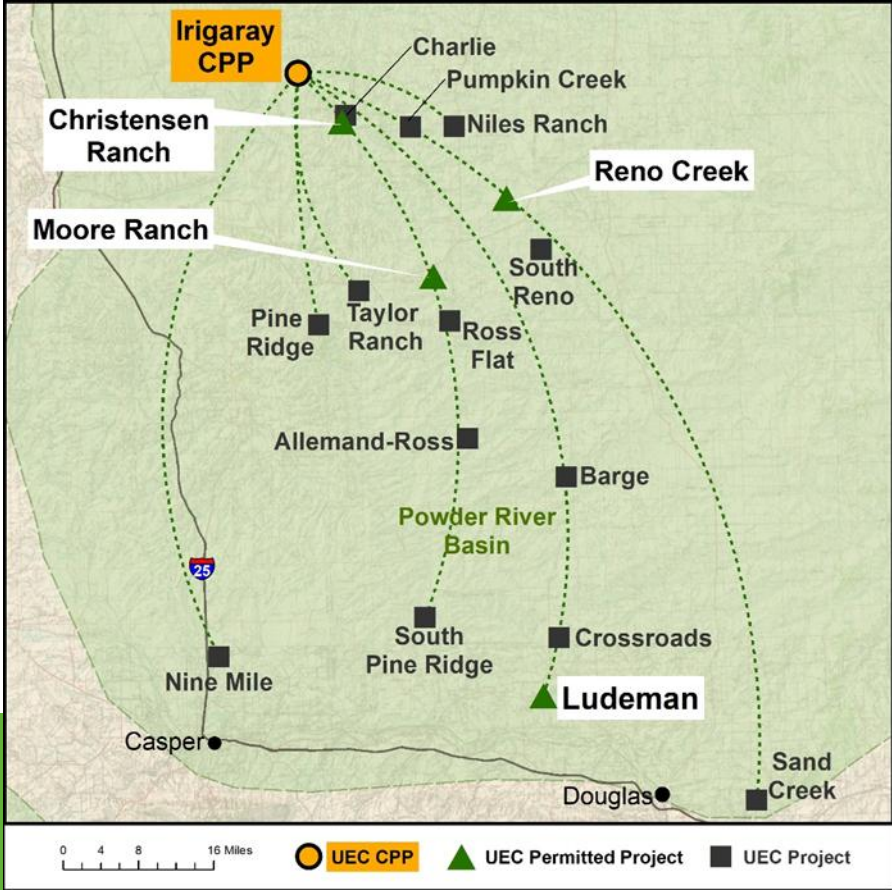 Irigaray
CPP
Charlie
Pumpkin Creek
Christensen
Ranch
Niles Ranch
Reno Creek
Moore Ranch
South
Reno
Pine
Ridge
Taylor
Ranch
Ross
Flat
Allemand-Ross
Barge
Powder River
Basin
25
South
Pine Ridge
Crossroads
Nine Mile
Ludeman
Casper
Sand
Creek
Douglas
0 4 8 16 Miles
UEC CPP
UEC Permitted Project
UEC Project